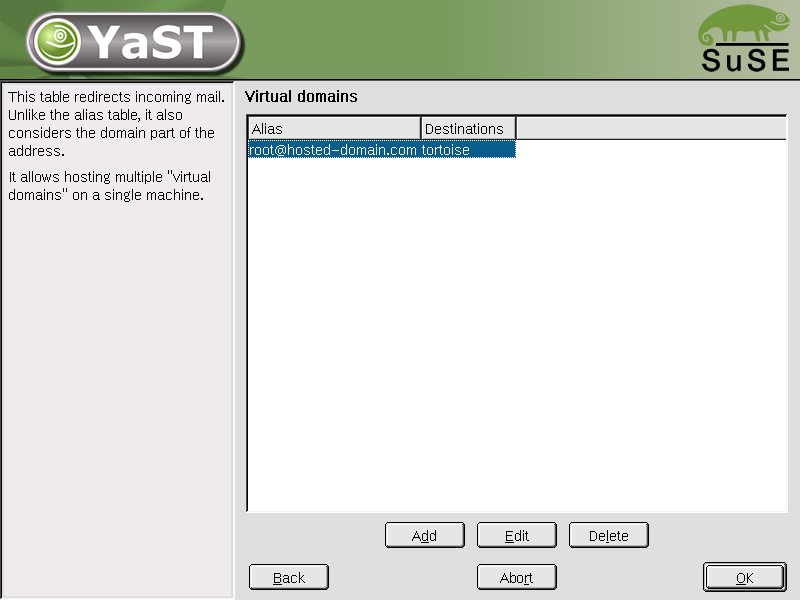 YaST
SuSE
This table redirects incoming mail.
Unlike the alias table, it also
considers the domain part of the
address.
It allows hosting multiple "virtual
domains" on a single machine.
Virtual domains
Alias Destinations
root@hosted-domain.com tortoise
Add Edit Delete
Back Abort OK